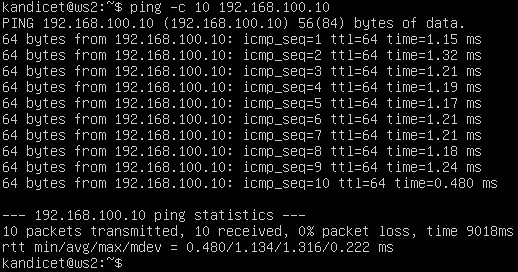 kandicet@ws2:~$ ping -c 10 192.168.100.10
PING 192.168.100.10 (192.168.100.10) 56(84) bytes of data.
64 bytes from 192.168.100.10: icmp_seq=1 ttl=64 time=1.15 ms
64 bytes from 192.168.100.10: icmp_seq=2 ttl=64 time=1.32 ms
64 bytes from 192.168.100.10: icmp_seq=3 ttl=64 time=1.21 ms
64 bytes from 192.168.100.10: icmp_seq=4 ttl=64 time=1.19 ms
64 bytes from 192.168.100.10: icmp_seq=5 ttl=64 time=1.17 ms
64 bytes from 192.168.100.10: icmp_seq=6 ttl=64 time=1.21 ms
64 bytes from 192.168.100.10: icmp_seq=7 ttl=64 time=1.21 ms
64 bytes from 192.168.100.10: icmp_seq=8 ttl=64 time=1.18 ms
64 bytes from 192.168.100.10: icmp_seq=9 ttl=64 time=1.24 ms
64 bytes from 192.168.100.10: icmp_seq=10 ttl=64 time=0.480 ms
--- 192.168.100.10 ping statistics ---
10 packets transmitted, 10 received, 0% packet loss, time 9018ms
rtt min/avg/max/mdev = 0.480/1.134/1.316/0.222 ms
kandicet@ws2:~$